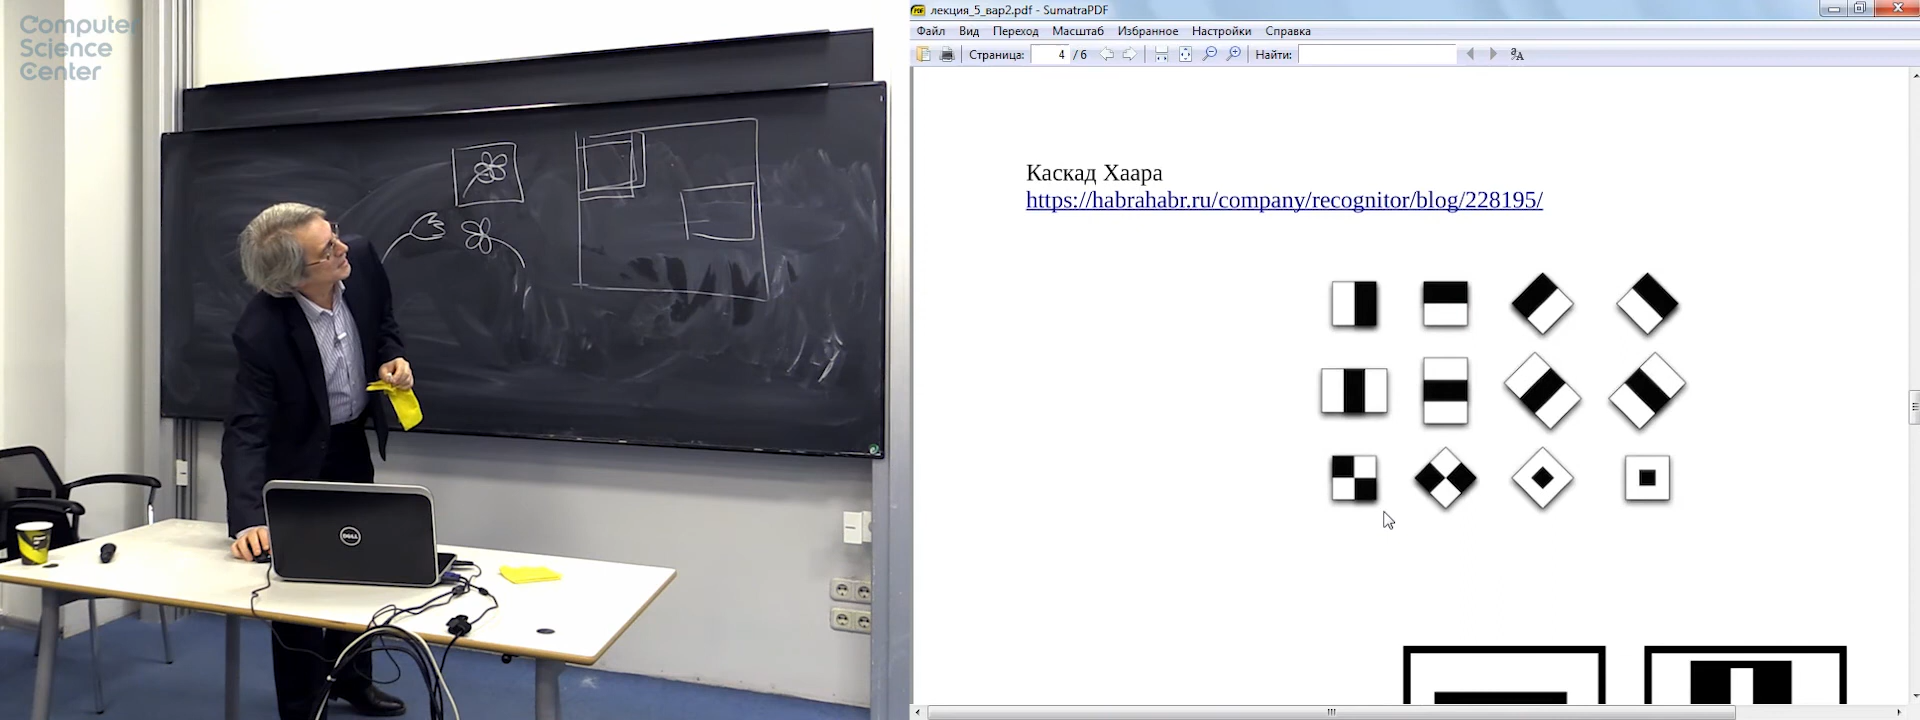 Computer
Science
Center
лекция_5_вар2.pdf - SumatraPDF
Файл Вид Переход Масштаб Избранное Настройки Справка
Страница: 4 / 6 Найти:
Каскад Хаара
https://habrahabr.ru/company/recognitor/blog/228195/
DELL